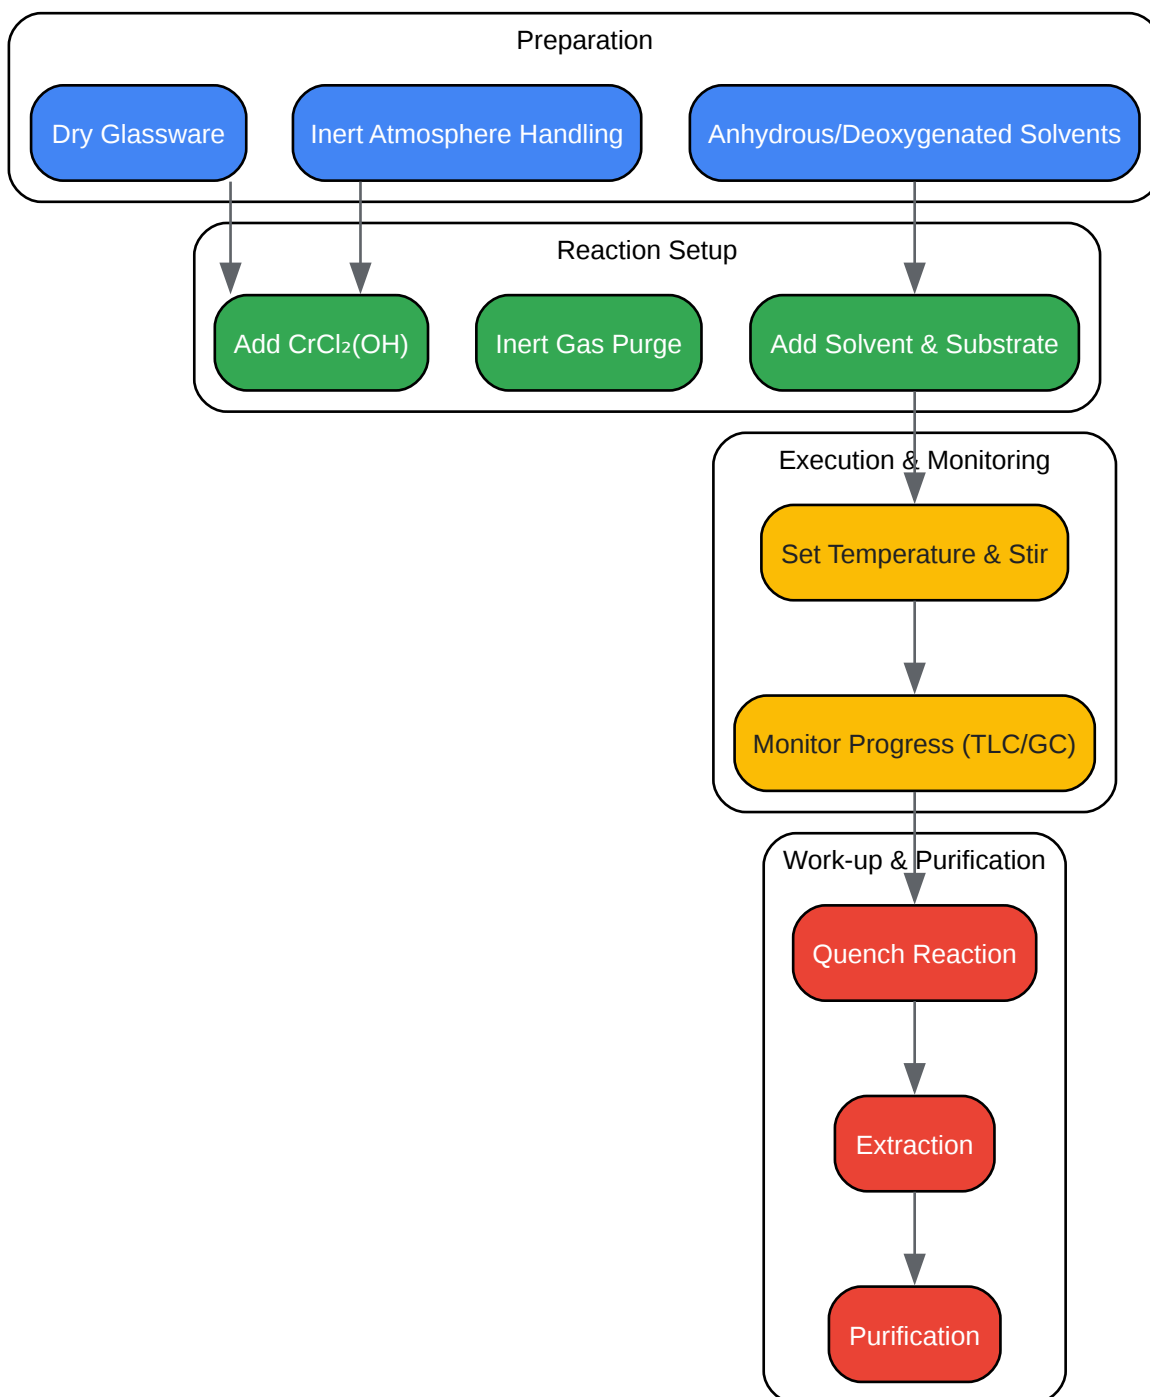 Preparation
Dry Glassware
Inert Atmosphere Handling
Anhydrous/Deoxygenated Solvents
Reaction Setup
Add CrCl₂(OH)
Inert Gas Purge
Add Solvent & Substrate
Execution & Monitoring
Set Temperature & Stir
Monitor Progress (TLC/GC)
Work-up & Purification
Quench Reaction
Extraction
Purification